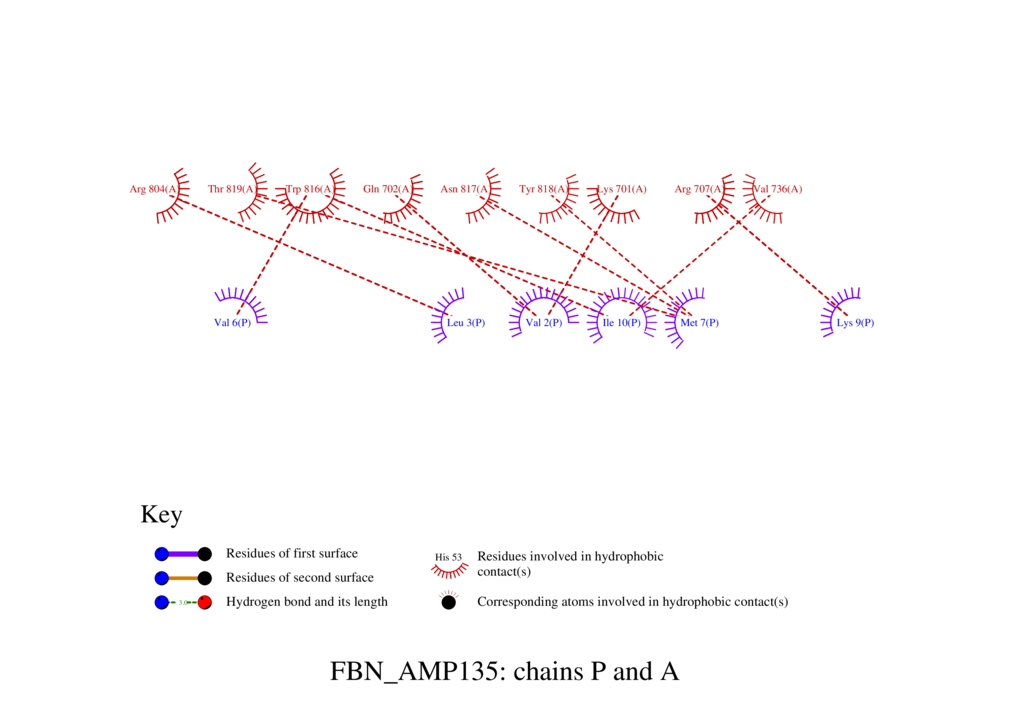 Arg 804(A) Thr 819(A) Trp 816(A) Gln 702(A) Asn 817(A Tyr 818(A) Lys 701(A) Arg 707(A) Val 736(A)
Val 6(P) Leu 3(P) Val 2(P) Ile 10(P) Met 7(P) Lys 9(P)
Key
Residues of first surface
Residues of second surface
3.0
Hydrogen bond and its length
His 53
Residues involved in hydrophobic
contact(s)
Corresponding atoms involved in hydrophobic contact(s)
FBN_AMP135: chains P and A